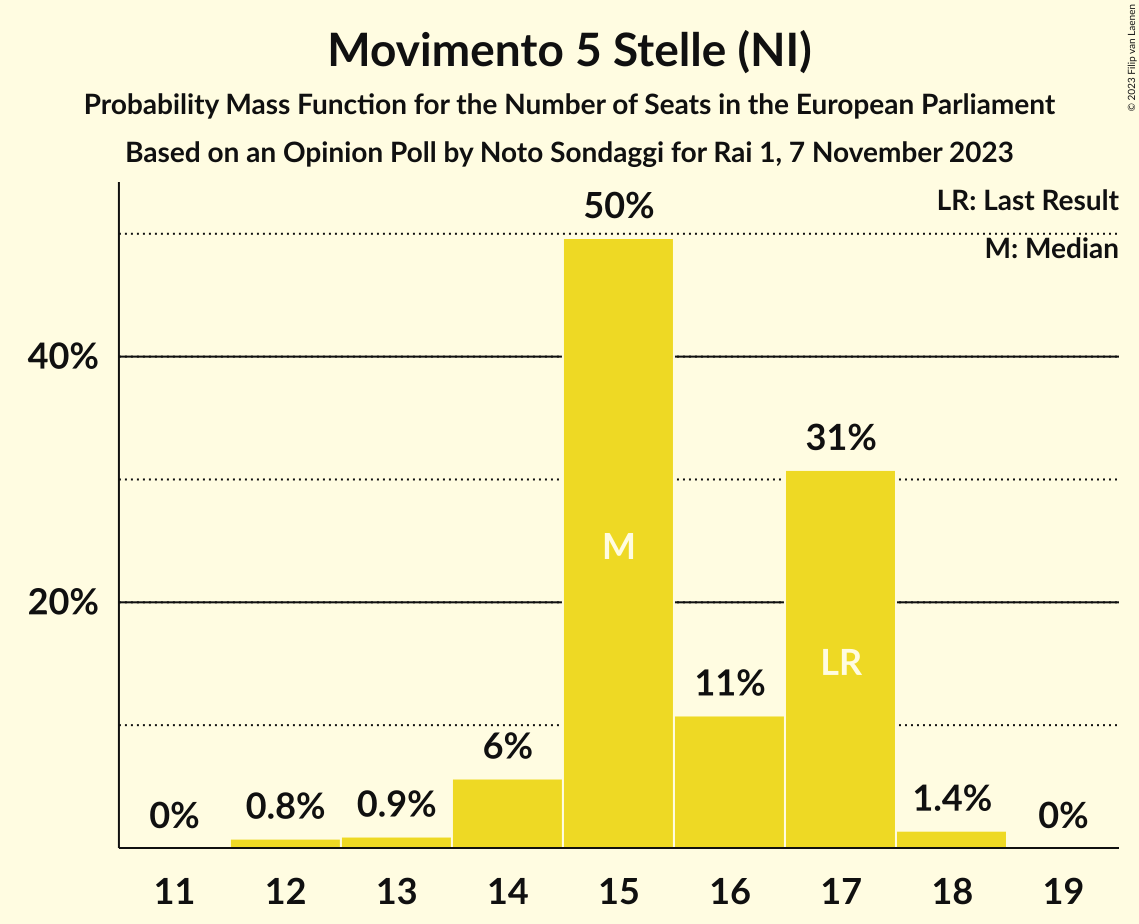 Movimento 5 Stelle (NI)
Probability Mass Function for the Number of Seats in the European Parliament
Based on an Opinion Poll by Noto Sondaggi for Rai 1, 7 November 2023
© 2023 Filip van Laenen
LR: Last Result
M: Median
50%
40%
31%
M
20%
LR
11%
6%
0%
0.8%
0.9%
1.4%
0%
11 12 13 14 15 16 17 18 19